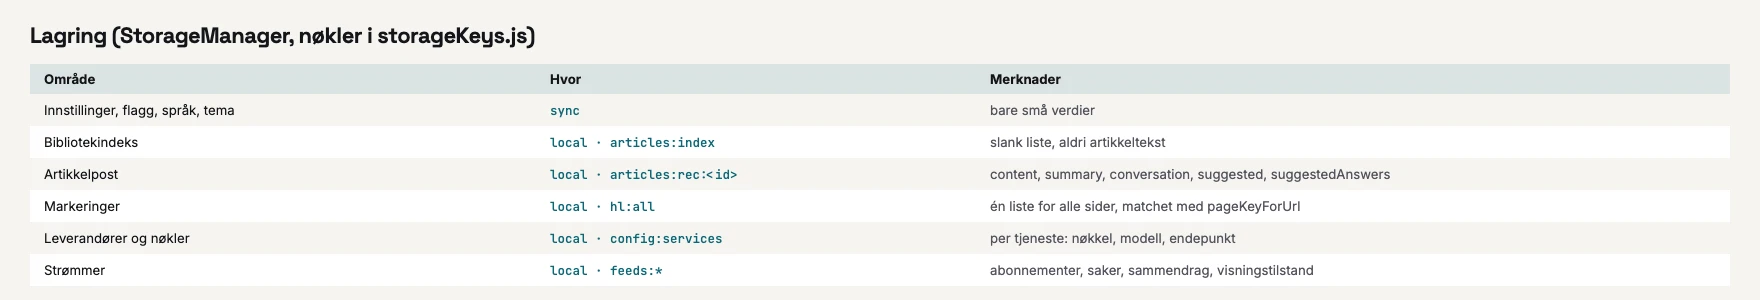 Lagring (StorageManager, nøkler i storageKeys.js)
Område Hvor Merknader
Innstillinger, flagg, språk, tema sync bare små verdier
Bibliotekindeks local · articles:index slank liste, aldri artikkeltekst
Artikkelpost local · articles:rec:<id> content, summary, conversation, suggested, suggestedAnswers
Markeringer local · hl:all én liste for alle sider, matchet med pageKeyForUrl
Leverandører og nøkler local · config:services per tjeneste: nøkkel, modell, endepunkt
Strømmer local · feeds:* abonnementer, saker, sammendrag, visningstilstand